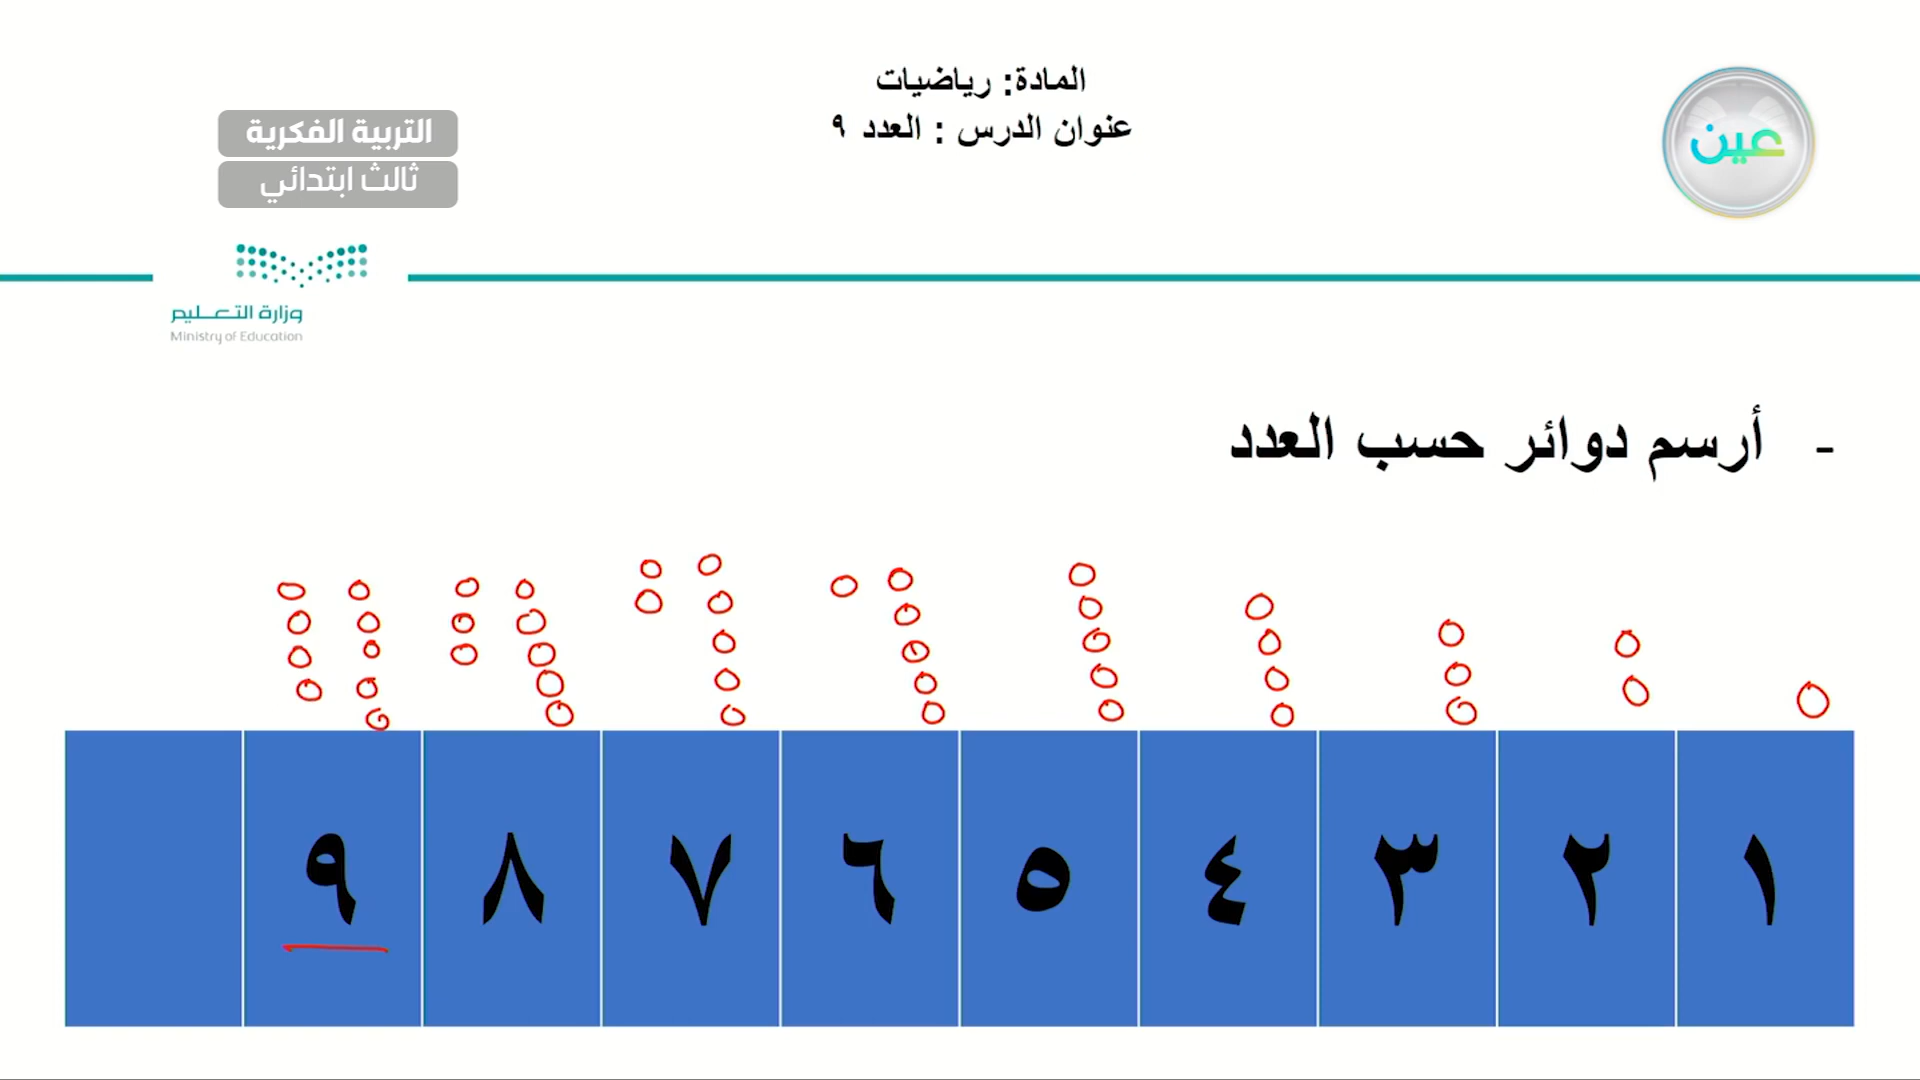 المادة: رياضيات
عنوان الدرس : العدد ٩
عين
التربية الفكرية
ثالث ابتدائي
وزارة التعليم
Ministry of Education
- أرسم دوائر حسب العدد
١ ٢ ٣ ٤ ٥ ٦ ٧ ٨ ٩